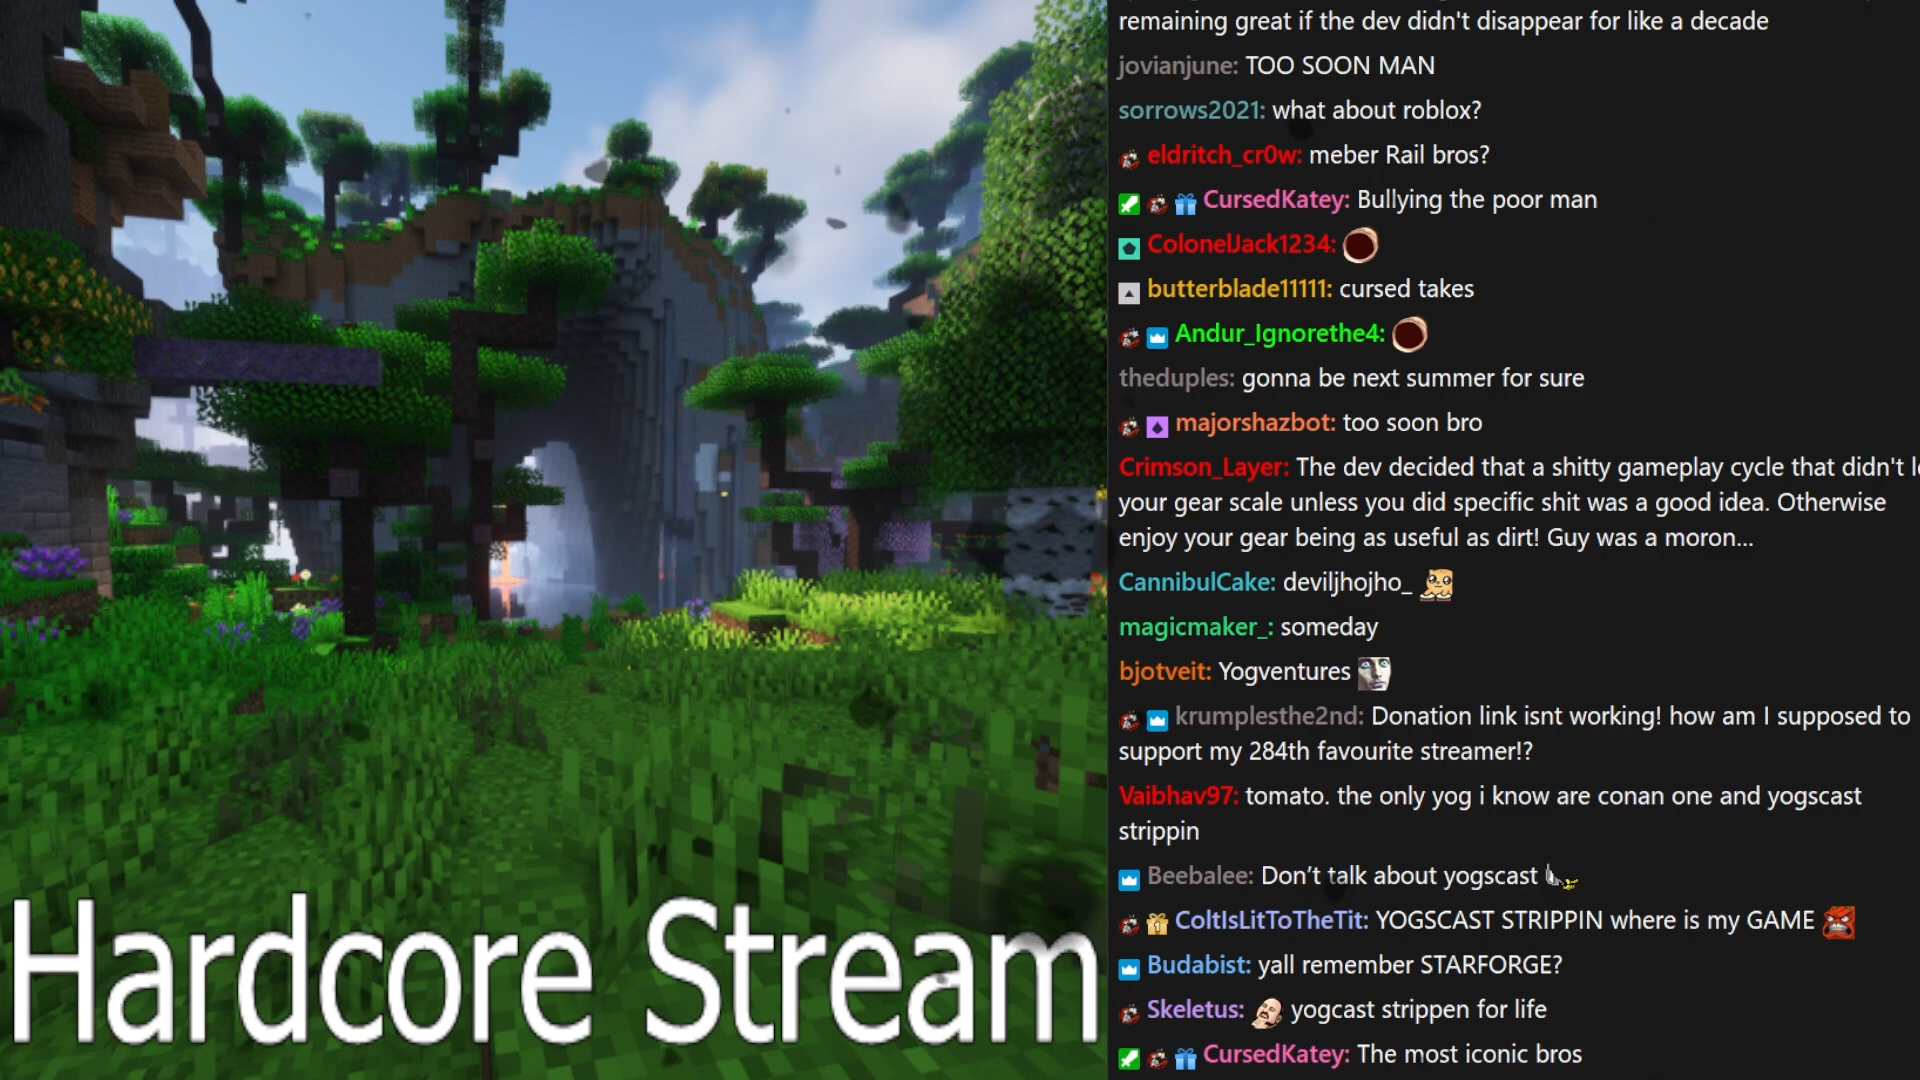 remaining great if the dev didn't disappear for like a decade
jovianjune: TOO SOON MAN
sorrows2021: what about roblox?
eldritch_cr0w: meber Rail bros?
CursedKatey: Bullying the poor man
ColonelJack1234:
butterblade11111: cursed takes
Andur_Ignorethe4:
theduples: gonna be next summer for sure
majorshazbot: too soon bro
Crimson_Layer: The dev decided that a shitty gameplay cycle that didn't
your gear scale unless you did specific shit was a good idea. Otherwise
enjoy your gear being as useful as dirt! Guy was a moron...
CannibulCake: deviljhojho_
magicmaker_: someday
bjotveit: Yogventures
krumplesthe2nd: Donation link isnt working! how am I supposed to
support my 284th favourite streamer!?
Vaibhav97: tomato. the only yog i know are conan one and yogscast
strippin
Beebalee: Don’t talk about yogscast
ColtIsLitToTheTit: YOGSCAST STRIPPIN where is my GAME
Budabist: yall remember STARFORGE?
Skeletus: yogcast strippen for life
CursedKatey: The most iconic bros
Hardcore Stream